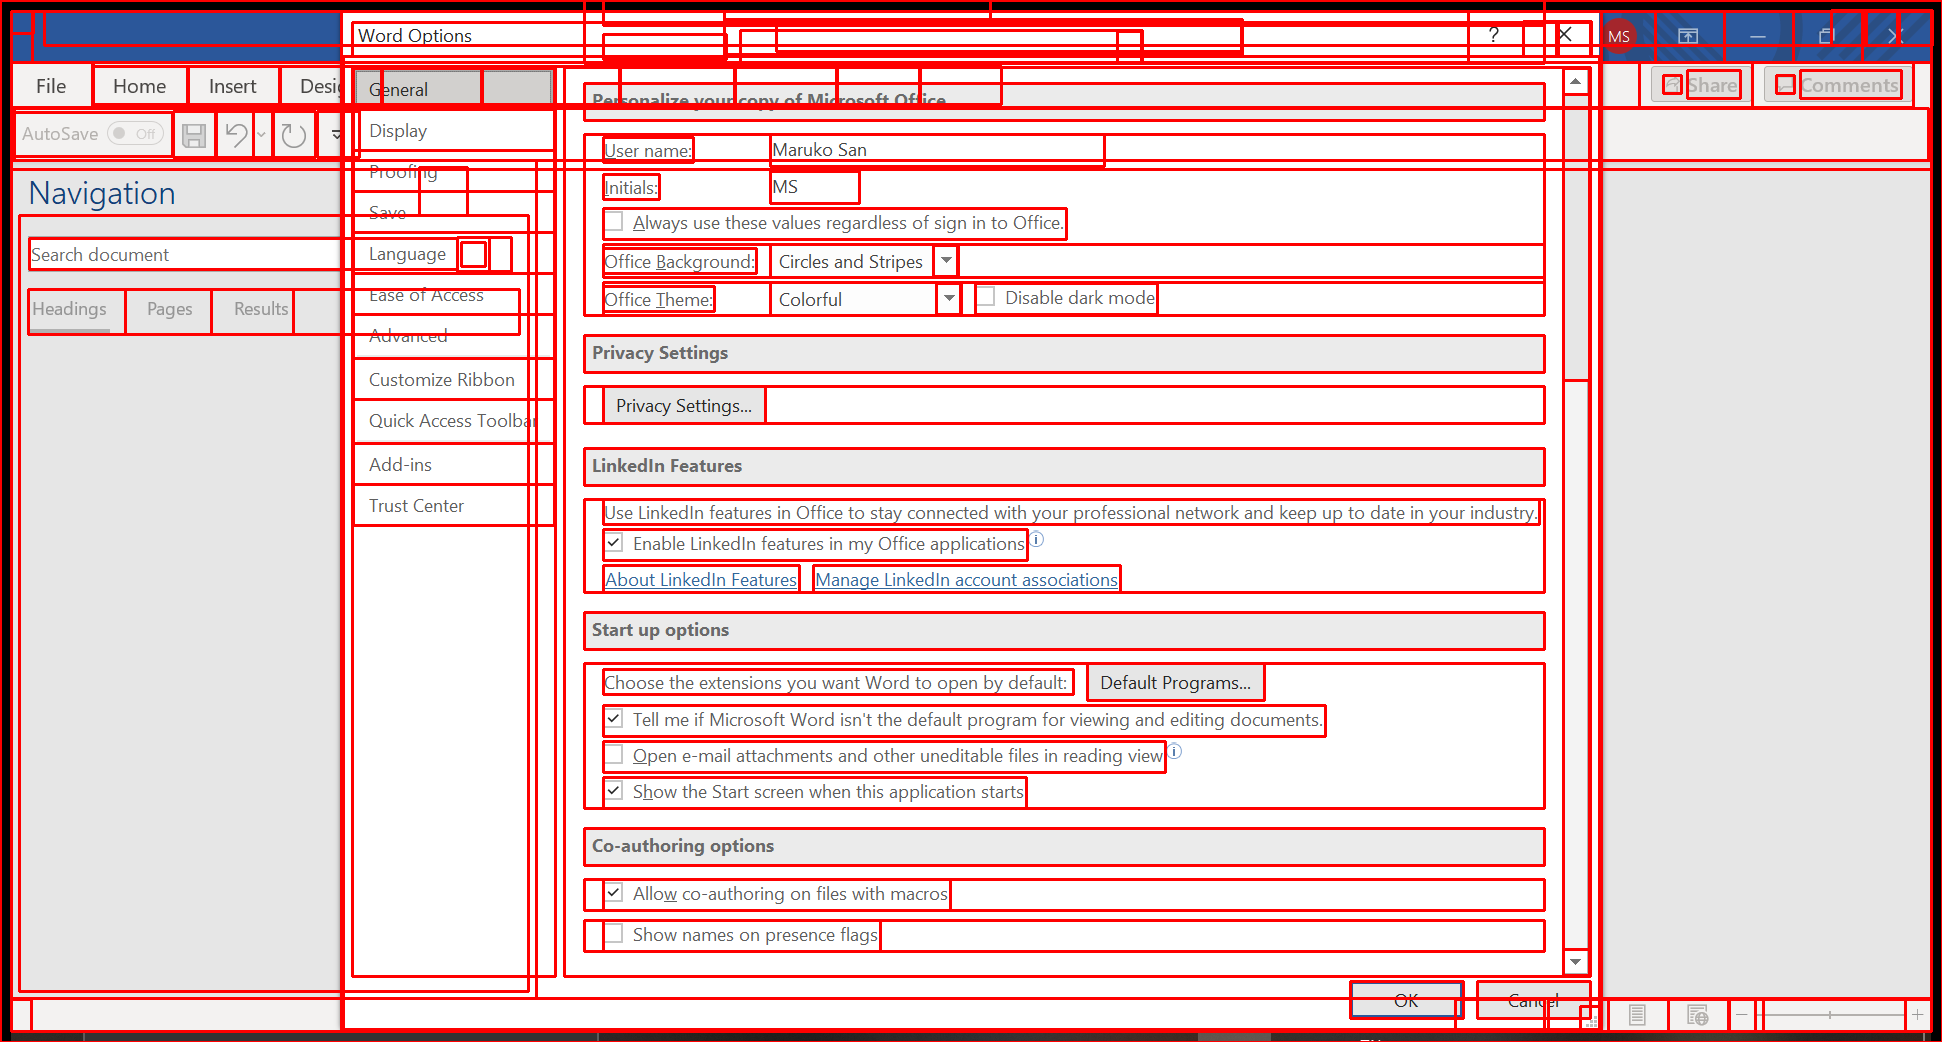 Word Options
?
MS
File
Home
Insert
Share
Comments
AutoSave
Off
Navigation
Search document
Headings
Pages
Results
General
Display
Proofing
Save
Language
Ease of Access
Advanced
Customize Ribbon
Quick Access Toolbar
Add-ins
Trust Center
Personalize your copy of Microsoft Office
User name:
Maruko San
Initials:
MS
Always use these values regardless of sign in to Office.
Office Background:
Circles and Stripes
Office Theme:
Colorful
Disable dark mode
Privacy Settings
Privacy Settings...
LinkedIn Features
Use LinkedIn features in Office to stay connected with your professional network and keep up to date in your industry.
Enable LinkedIn features in my Office applications
About LinkedIn Features
Manage LinkedIn account associations
Start up options
Choose the extensions you want Word to open by default:
Default Programs...
Tell me if Microsoft Word isn't the default program for viewing and editing documents.
Open e-mail attachments and other uneditable files in reading view
Show the Start screen when this application starts
Co-authoring options
Allow co-authoring on files with macros
Show names on presence flags
OK
Cancel